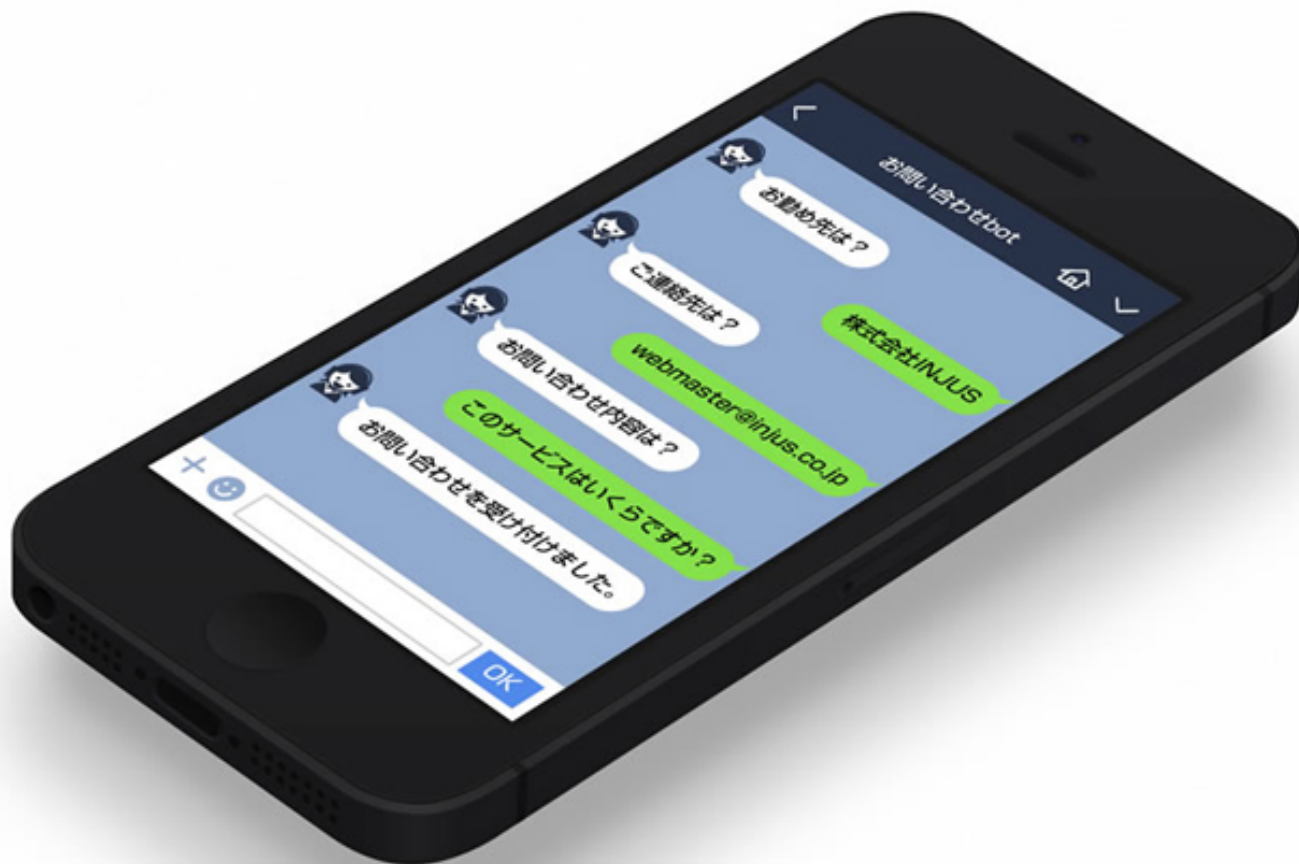 お問い合わせbot
お勤め先は？
株式会社INJUS
ご連絡先は？
webmaster@injus.co.jp
お問い合わせ内容は？
このサービスはいくらですか？
お問い合わせを受け付けました。
OK